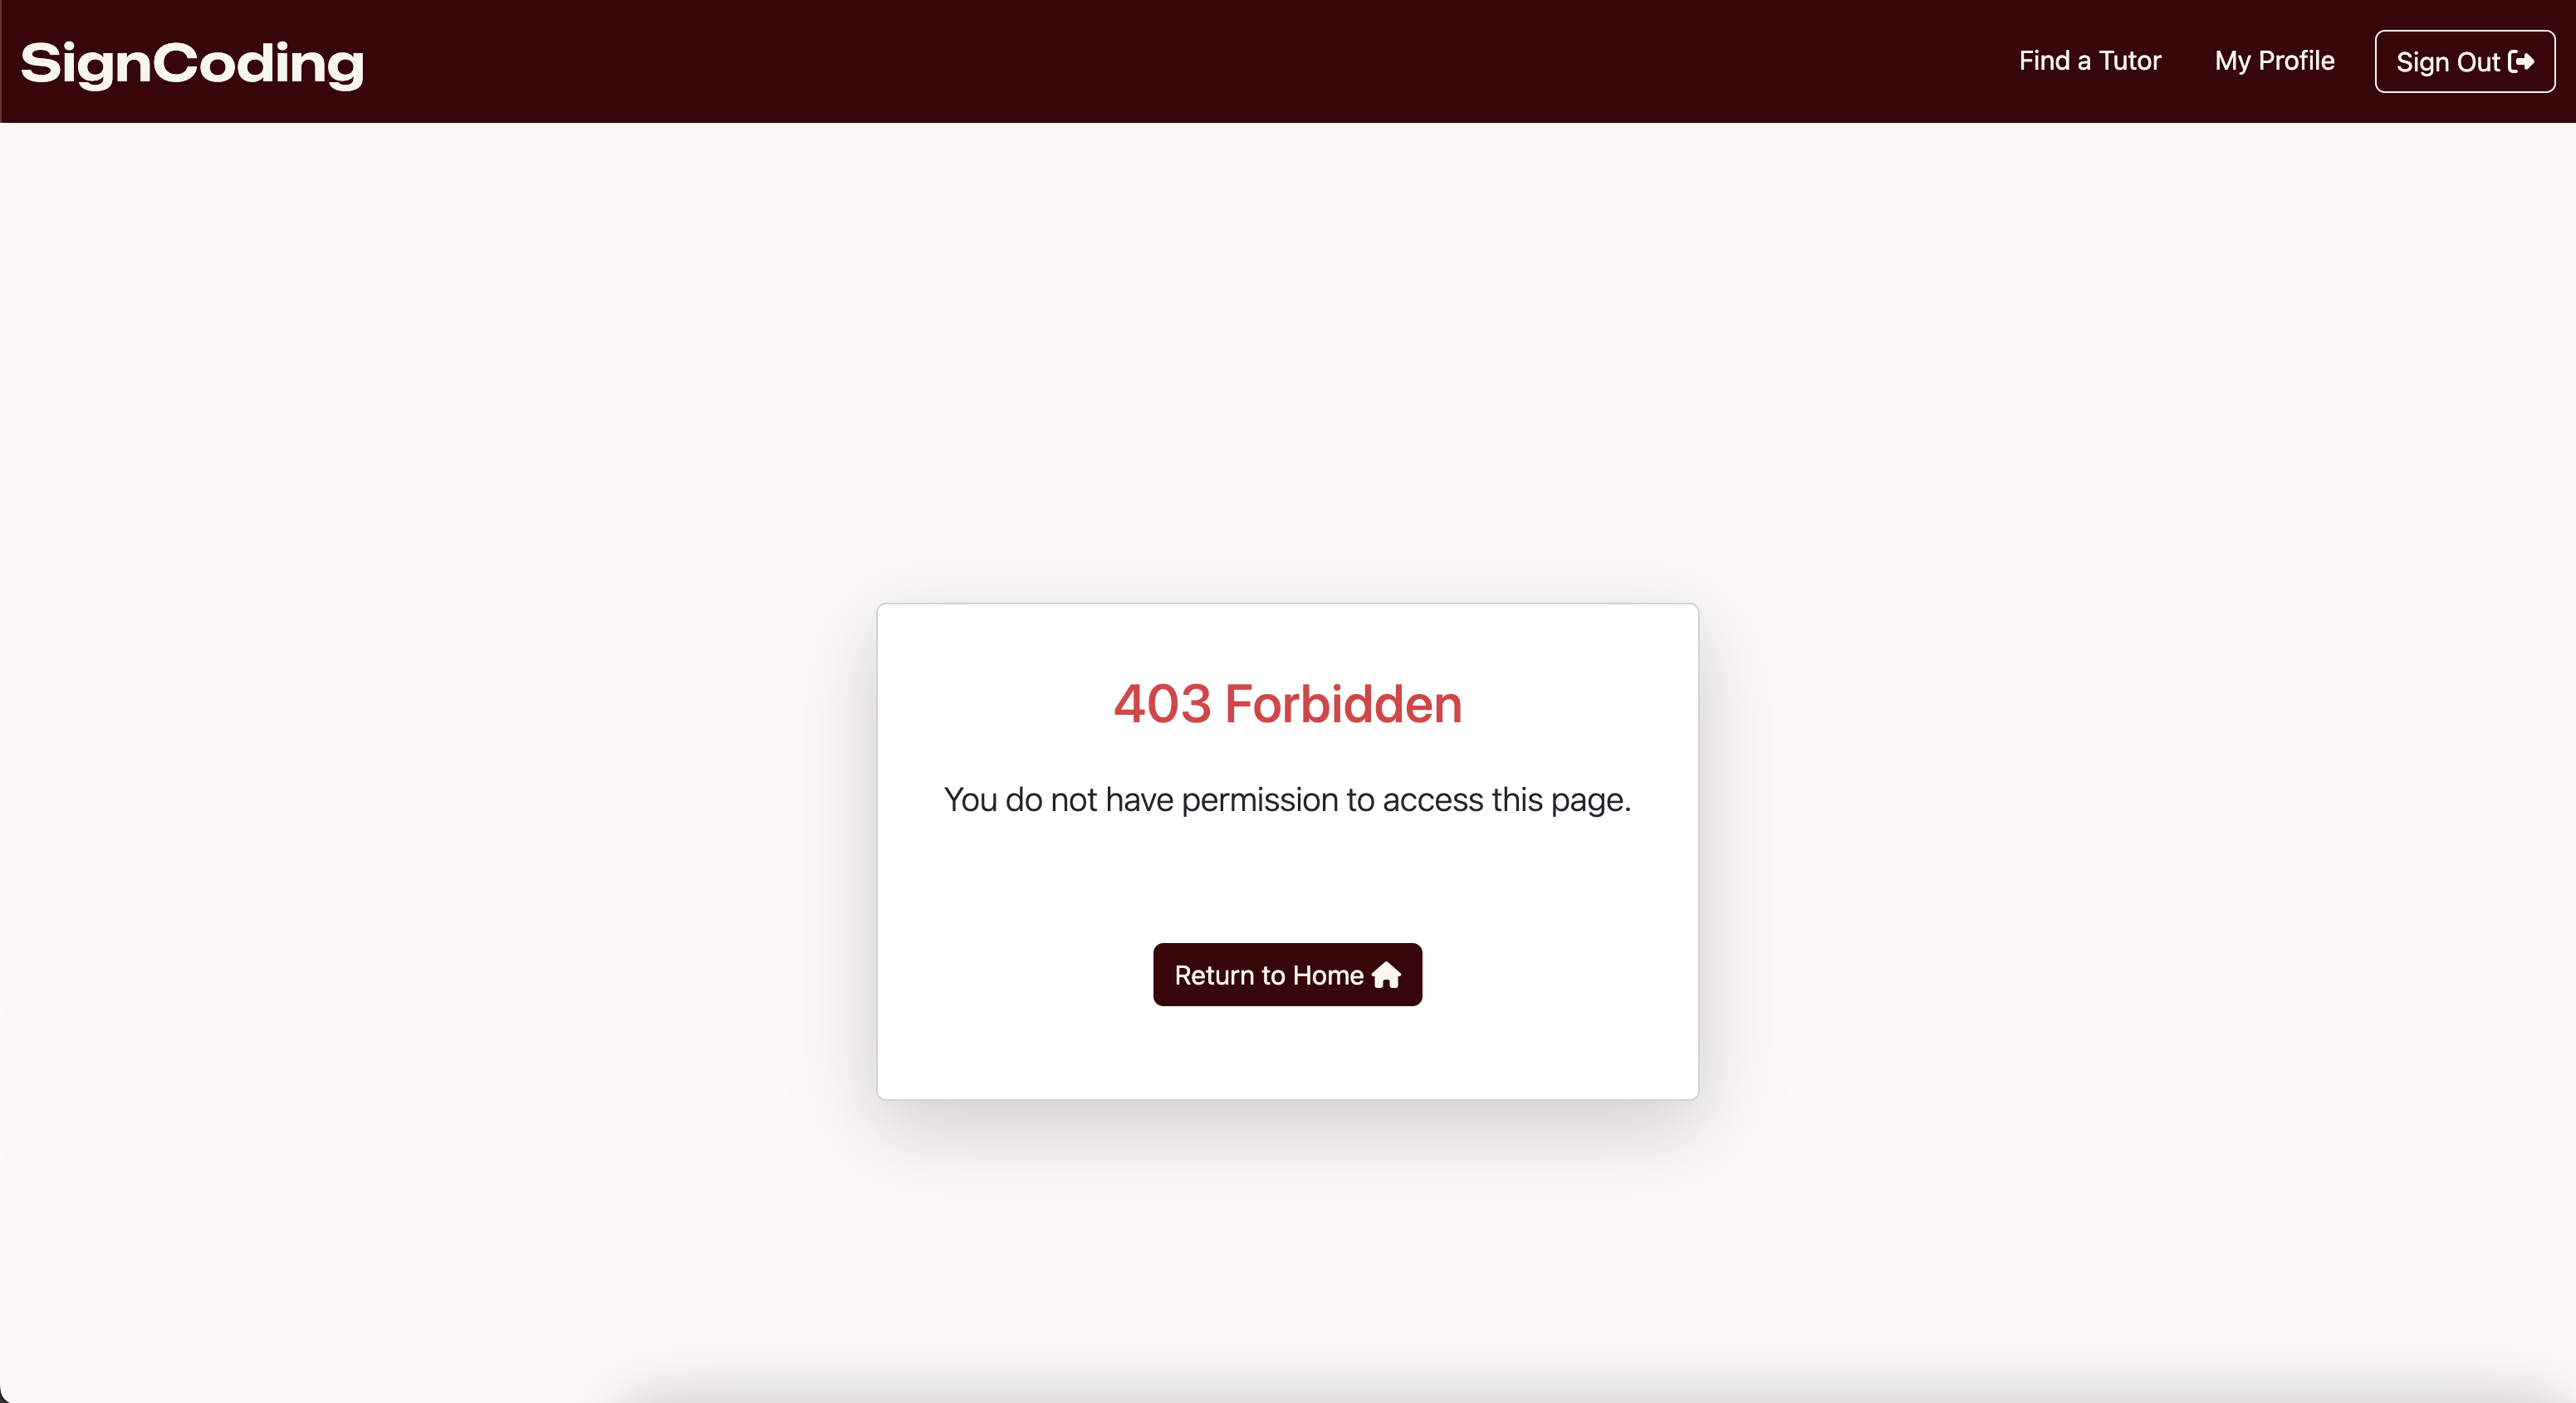 SignCoding
Find a Tutor
My Profile
Sign Out
403 Forbidden
You do not have permission to access this page.
Return to Home